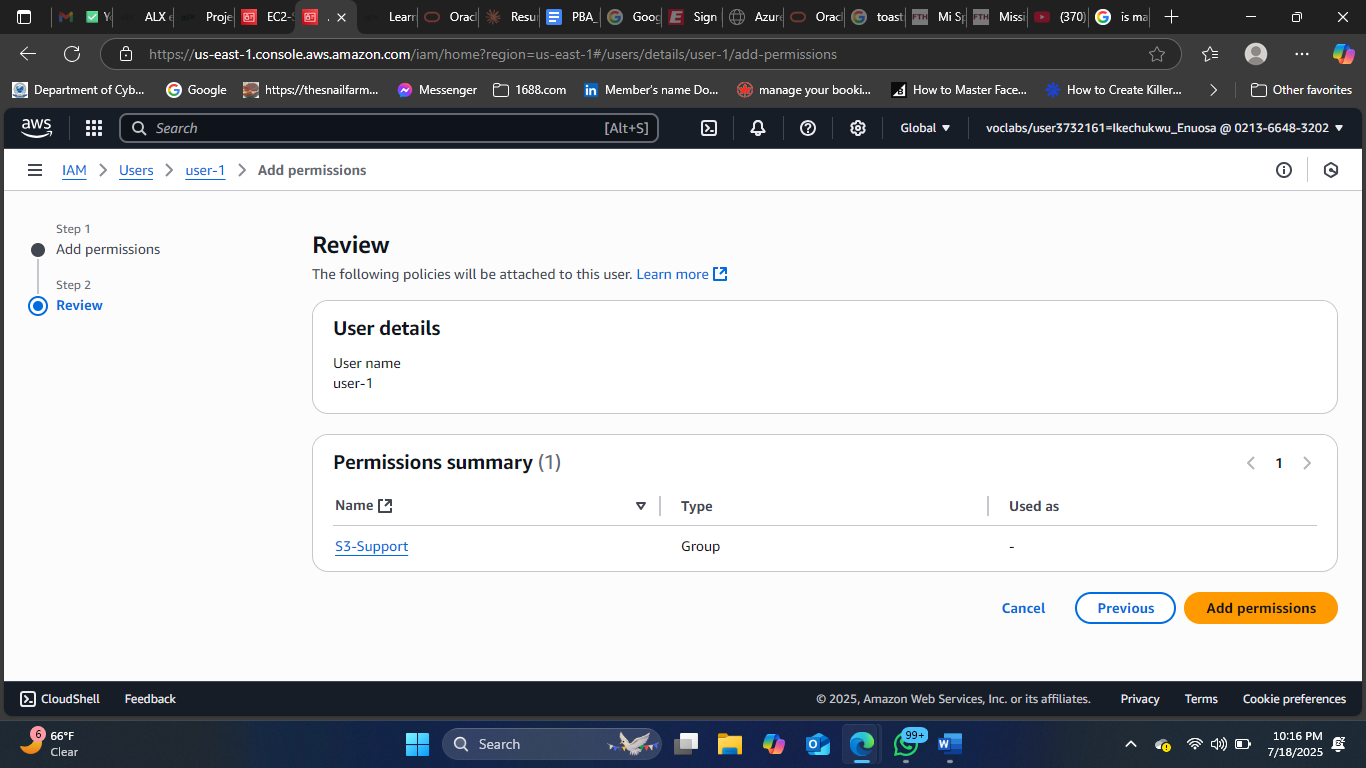 ALX
Proje
EC2-S
Learn
Oracl
Resu
PBA_
Goog
Sign
Azure
Oracl
toast
Mi Sp
Missi
(370)
is ma
https://us-east-1.console.aws.amazon.com/iam/home?region=us-east-1#/users/details/user-1/add-permissions
Department of Cyb...
Google
https://thesnailfarm...
Messenger
1688.com
Member's name Do...
manage your booki...
How to Master Face...
How to Create Killer...
Other favorites
aws
Search
[Alt+S]
Global
voclabs/user3732161=Ikechukwu_Enuosa @ 0213-6648-3202
IAM
Users
user-1
Add permissions
Step 1
Add permissions
Step 2
Review
Review
The following policies will be attached to this user. Learn more
User details
User name
user-1
Permissions summary (1)
1
Name
Type
Used as
S3-Support
Group
-
Cancel
Previous
Add permissions
CloudShell
Feedback
© 2025, Amazon Web Services, Inc. or its affiliates.
Privacy
Terms
Cookie preferences
6
66°F
Clear
Search
99+
10:16 PM
7/18/2025